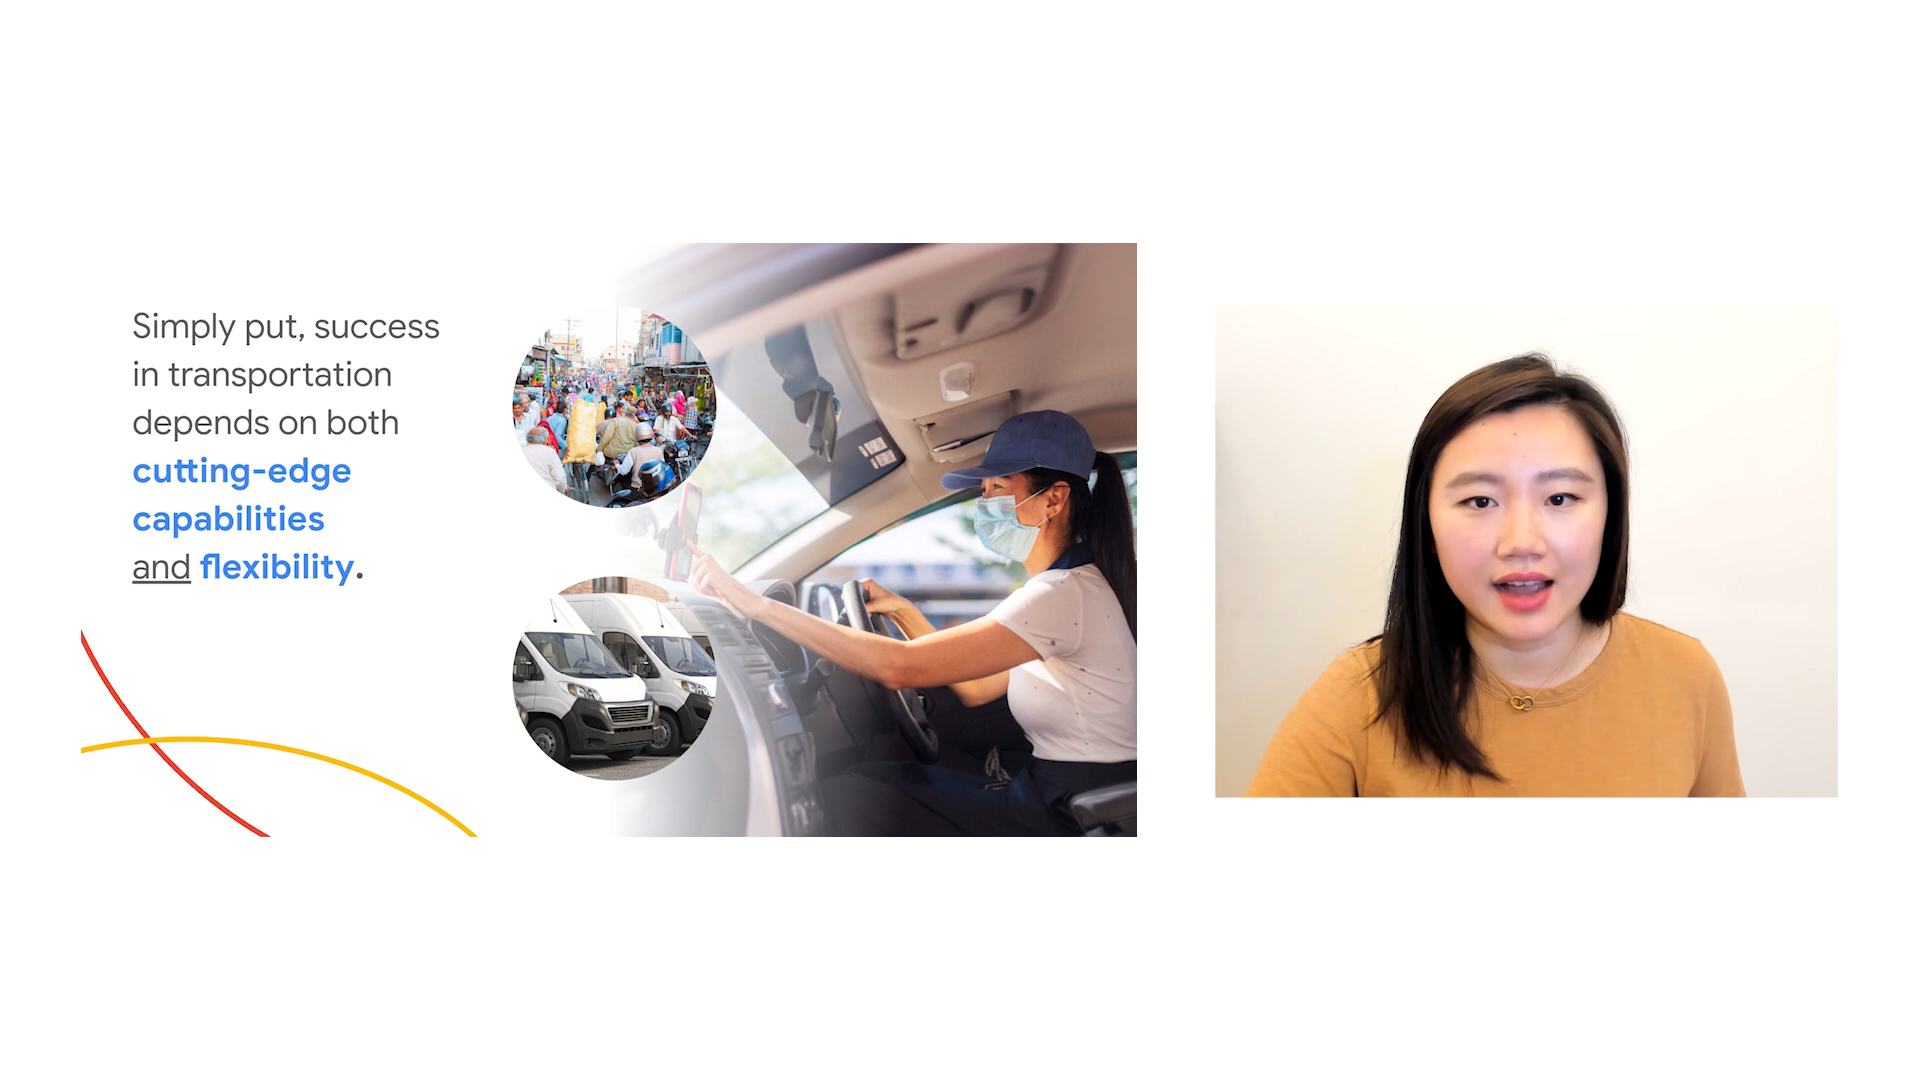 Simply put, success
in transportation
depends on both
cutting-edge
capabilities
and flexibility.